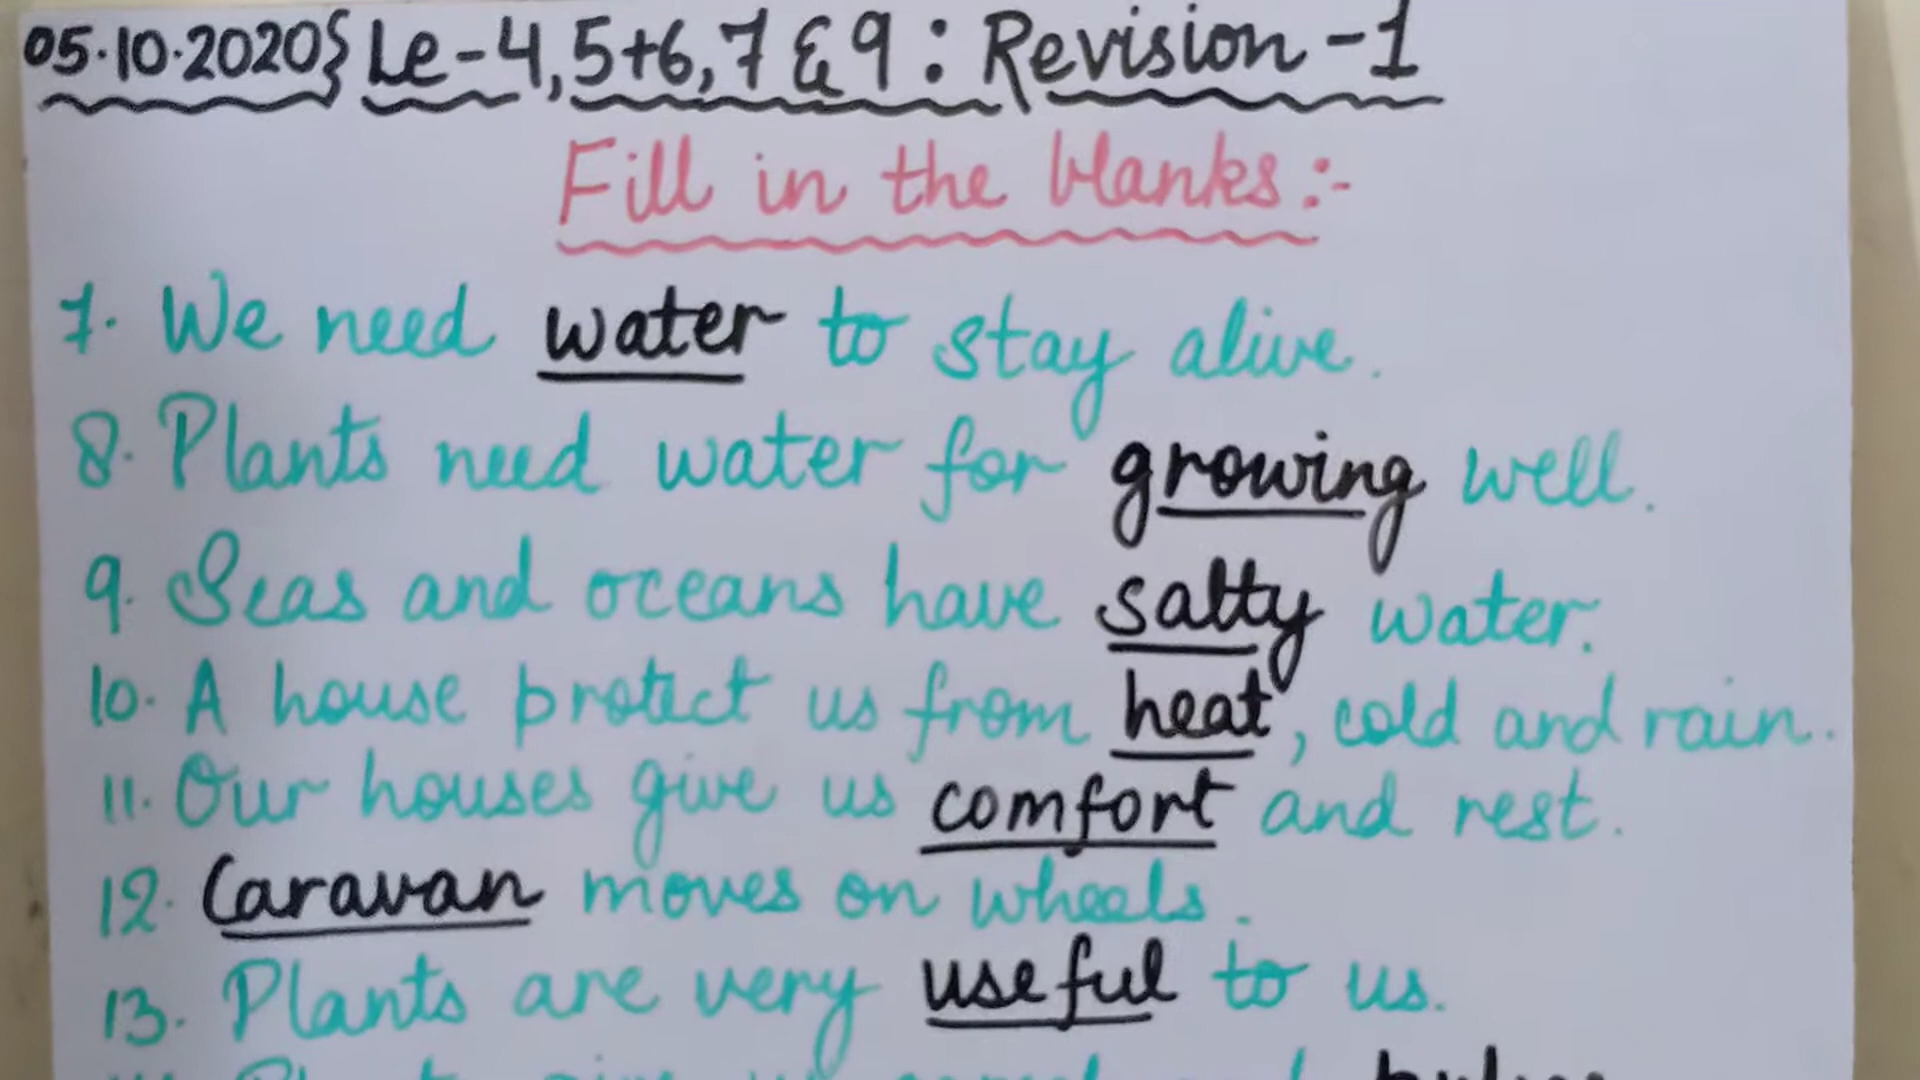 05.10.2020} Le-4,5+6,7 & 9 : Revision -1
Fill in the blanks:-
7. We need water to stay alive.
8. Plants need water for growing well.
9. Seas and oceans have salty water.
10. A house protect us from heat, cold and rain.
11. Our houses give us comfort and rest.
12. Caravan moves on wheels.
13. Plants are very useful to us.